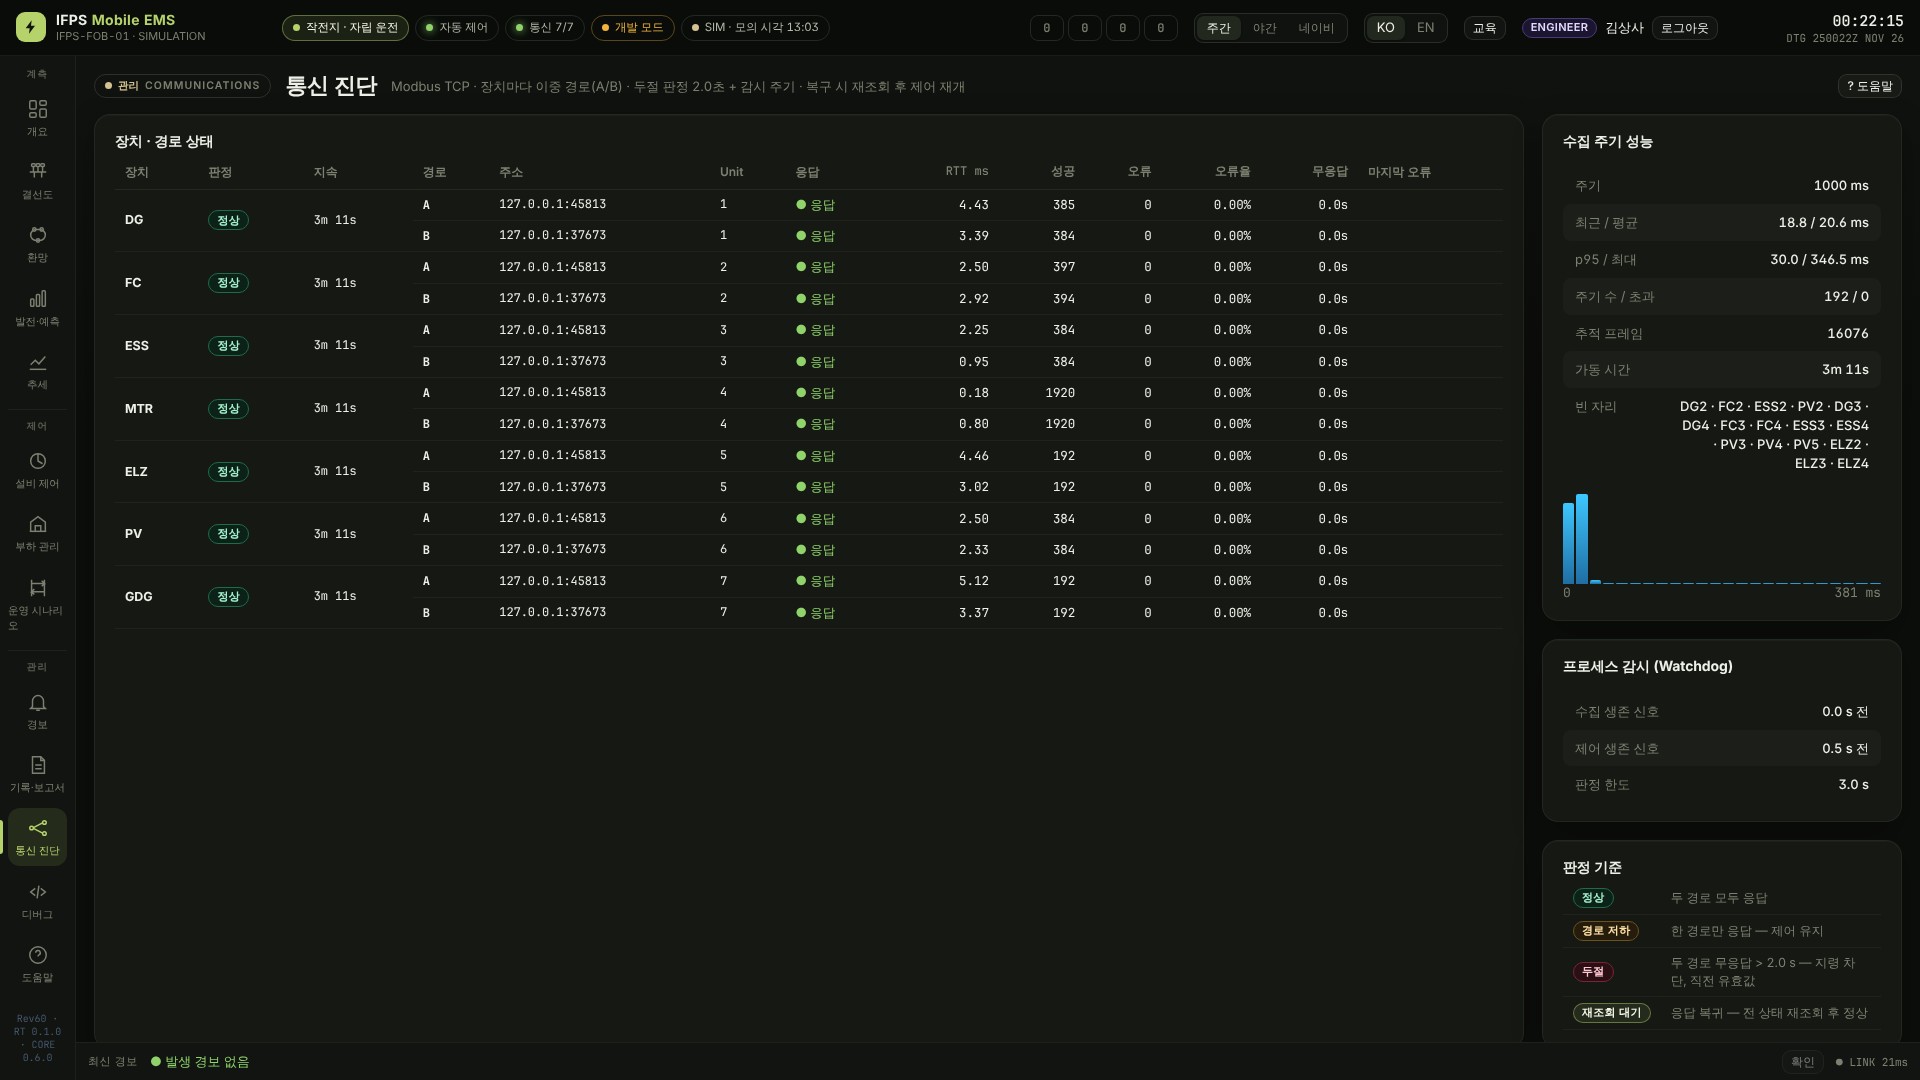 IFPS Mobile EMS
IFPS-FOB-01 · SIMULATION
작전지 · 자립 운전
자동 제어
통신 7/7
개발 모드
SIM · 모의 시각 13:03
0 0 0 0
주간 야간 네이비
KO EN
교육
ENGINEER 김상사 로그아웃
00:22:15
DTG 250022Z NOV 26
계측
개요
결선도
환망
발전·예측
추세
제어
설비 제어
부하 관리
운영 시나리
오
관리
경보
기록·보고서
통신 진단
디버그
도움말
Rev60 ·
RT 0.1.0
· CORE
0.6.0
관리 COMMUNICATIONS
통신 진단
Modbus TCP · 장치마다 이중 경로(A/B) · 두절 판정 2.0초 + 감시 주기 · 복구 시 재조회 후 제어 재개
? 도움말
장치 · 경로 상태
장치 판정 지속 경로 주소 Unit 응답 RTT ms 성공 오류 오류율 무응답 마지막 오류
DG 정상 3m 11s
A 127.0.0.1:45813 1 응답 4.43 385 0 0.00% 0.0s
B 127.0.0.1:37673 1 응답 3.39 384 0 0.00% 0.0s
FC 정상 3m 11s
A 127.0.0.1:45813 2 응답 2.50 397 0 0.00% 0.0s
B 127.0.0.1:37673 2 응답 2.92 394 0 0.00% 0.0s
ESS 정상 3m 11s
A 127.0.0.1:45813 3 응답 2.25 384 0 0.00% 0.0s
B 127.0.0.1:37673 3 응답 0.95 384 0 0.00% 0.0s
MTR 정상 3m 11s
A 127.0.0.1:45813 4 응답 0.18 1920 0 0.00% 0.0s
B 127.0.0.1:37673 4 응답 0.80 1920 0 0.00% 0.0s
ELZ 정상 3m 11s
A 127.0.0.1:45813 5 응답 4.46 192 0 0.00% 0.0s
B 127.0.0.1:37673 5 응답 3.02 192 0 0.00% 0.0s
PV 정상 3m 11s
A 127.0.0.1:45813 6 응답 2.50 384 0 0.00% 0.0s
B 127.0.0.1:37673 6 응답 2.33 384 0 0.00% 0.0s
GDG 정상 3m 11s
A 127.0.0.1:45813 7 응답 5.12 192 0 0.00% 0.0s
B 127.0.0.1:37673 7 응답 3.37 192 0 0.00% 0.0s
수집 주기 성능
주기 1000 ms
최근 / 평균 18.8 / 20.6 ms
p95 / 최대 30.0 / 346.5 ms
주기 수 / 초과 192 / 0
추적 프레임 16076
가동 시간 3m 11s
빈 자리 DG2 · FC2 · ESS2 · PV2 · DG3 ·
DG4 · FC3 · FC4 · ESS3 · ESS4
· PV3 · PV4 · PV5 · ELZ2 ·
ELZ3 · ELZ4
0 381 ms
프로세스 감시 (Watchdog)
수집 생존 신호 0.0 s 전
제어 생존 신호 0.5 s 전
판정 한도 3.0 s
판정 기준
정상 두 경로 모두 응답
경로 저하 한 경로만 응답 — 제어 유지
두절 두 경로 무응답 > 2.0 s — 지령 차
단, 직전 유효값
재조회 대기 응답 복귀 — 전 상태 재조회 후 정상
최신 경보 발생 경보 없음
확인 LINK 21ms